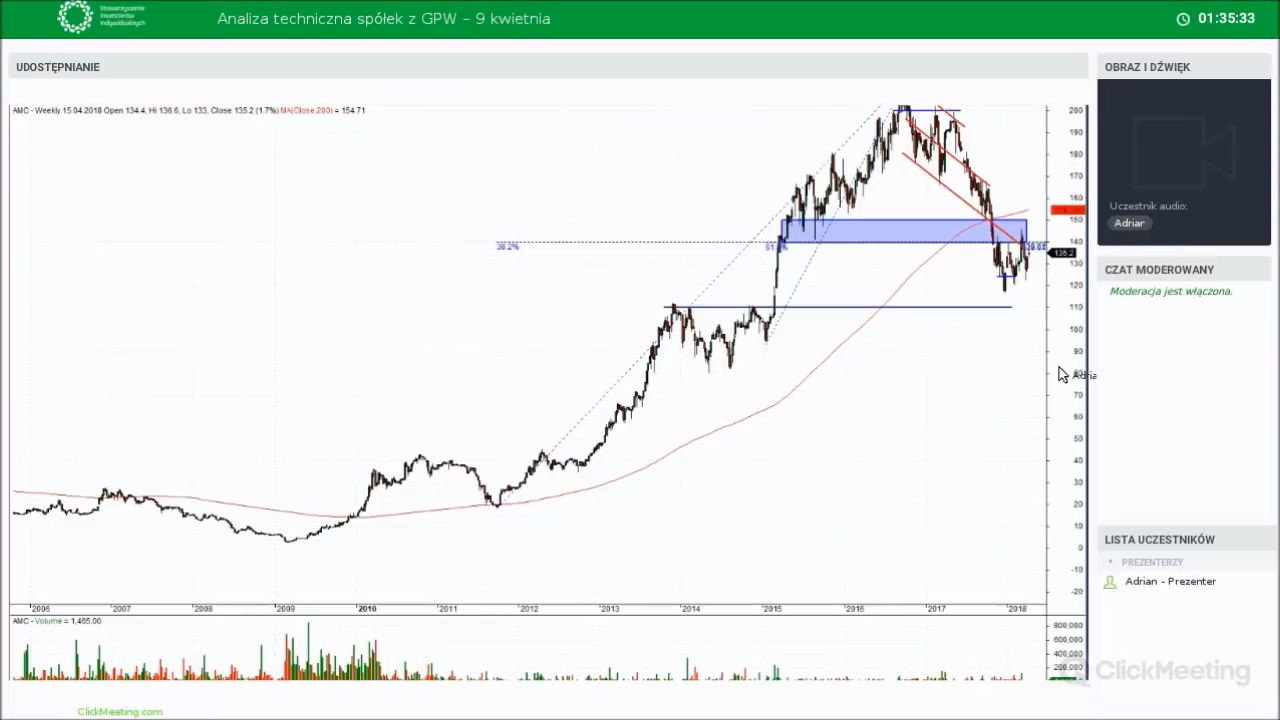 Stowarzyszenie
Inwestorów
Indywidualnych
Analiza techniczna spółek z GPW – 9 kwietnia
01:35:33
UDOSTĘPNIANIE
OBRAZ I DŹWIĘK
AMC - Weekly 15.04.2018 Open 134.4, Hi 136.6, Lo 133, Close 135.2 (1.7%) MA(Close,200) = 154.71
200
190
180
170
160
150
140
135.2
130
120
110
100
90
80
70
60
50
40
30
20
10
0
-10
-20
38.2%
Uczestnik audio:
Adrian
CZAT MODEROWANY
Moderacja jest włączona.
LISTA UCZESTNIKÓW
PREZENTERZY
Adrian - Prezenter
2006 2007 2008 2009 2010 2011 2012 2013 2014 2015 2016 2017 2018
AMC - Volume = 1,465.00
800,000
600,000
400,000
200,000
ClickMeeting
ClickMeeting.com